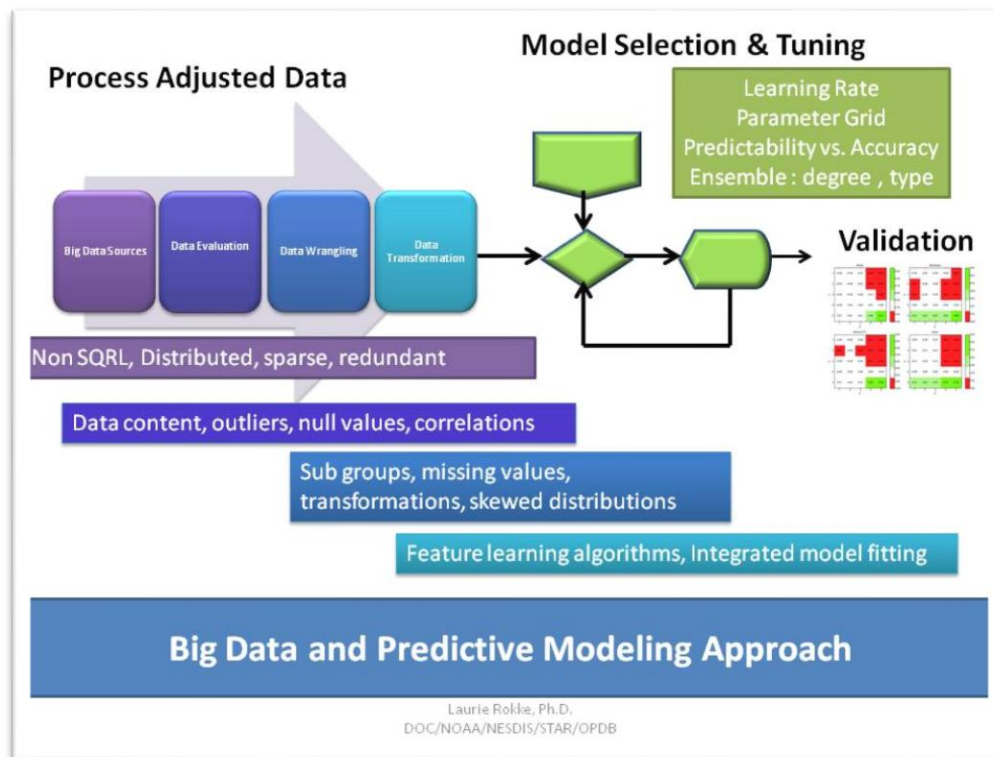 Model Selection & Tuning
Process Adjusted Data
Learning Rate
Parameter Grid
Predictability vs. Accuracy
Ensemble : degree , type
Big Data Sources
Data Evaluation
Data Wrangling
Data
Transformation
Validation
Non SQRL, Distributed, sparse, redundant
Data content, outliers, null values, correlations
Sub groups, missing values,
transformations, skewed distributions
Feature learning algorithms, Integrated model fitting
Big Data and Predictive Modeling Approach
Laurie Rokke, Ph.D.
DOC/NOAA/NESDIS/STAR/OPDB